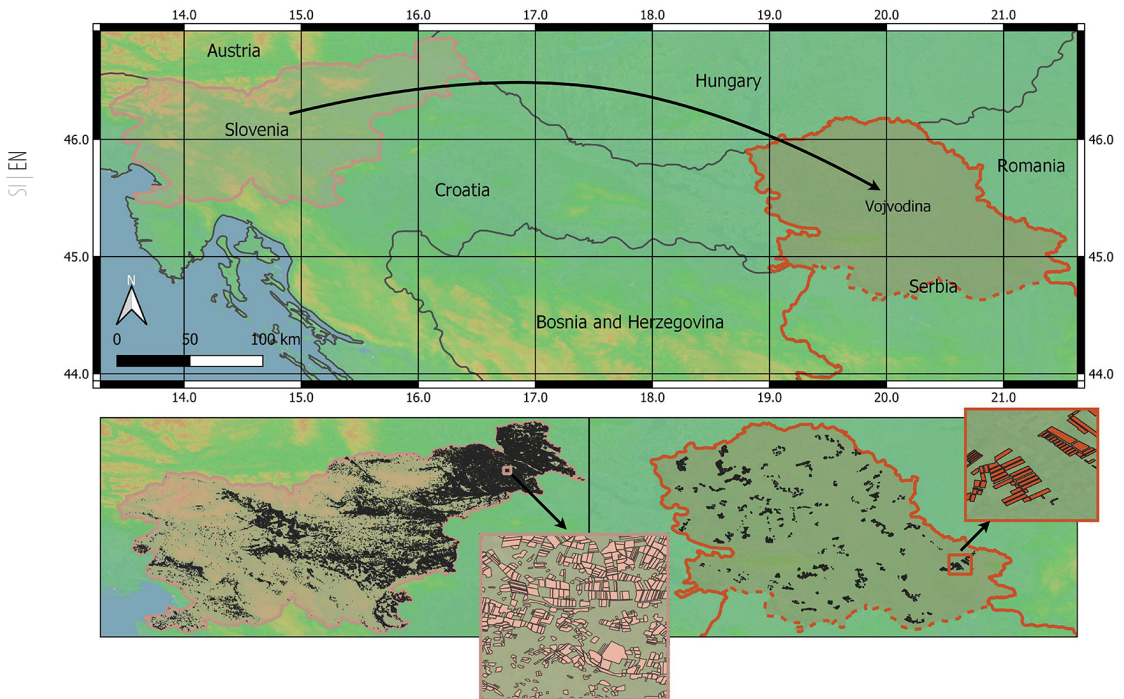 14.0 15.0 16.0 17.0 18.0 19.0 20.0 21.0
Austria
Hungary
Slovenia
46.0 46.0
Romania
SI | EN
Croatia
Vojvodina
45.0 45.0
Serbia
N
Bosnia and Herzegovina
0 50 100 km
44.0 44.0
14.0 15.0 16.0 17.0 18.0 19.0 20.0 21.0